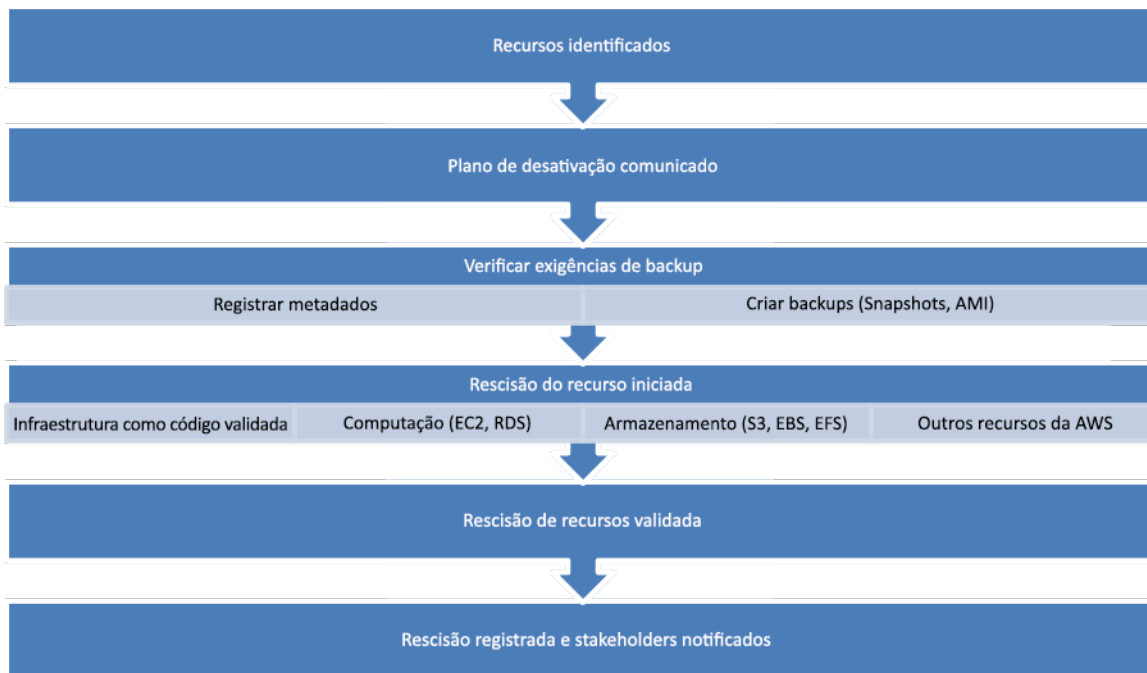 Recursos identificados
Plano de desativação comunicado
Verificar exigências de backup
Registrar metadados
Criar backups (Snapshots, AMI)
Rescisão do recurso iniciada
Infraestrutura como código validada
Computação (EC2, RDS)
Armazenamento (S3, EBS, EFS)
Outros recursos da AWS
Rescisão de recursos validada
Rescisão registrada e stakeholders notificados